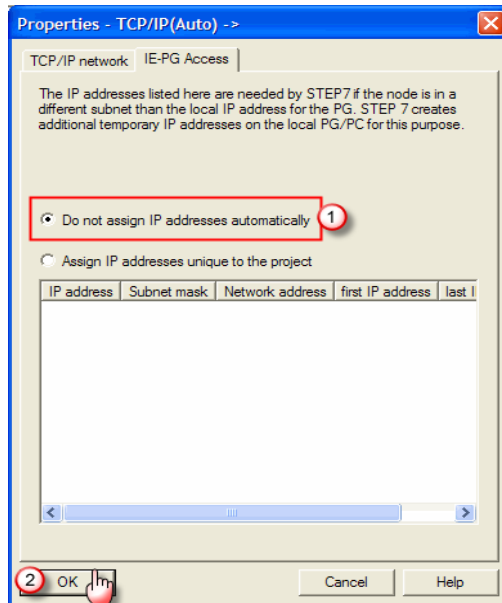 Properties - TCP/IP(Auto) ->
TCP/IP network IE-PG Access
The IP addresses listed here are needed by STEP7 if the node is in a
different subnet than the local IP address for the PG. STEP 7 creates
additional temporary IP addresses on the local PG/PC for this purpose.
Do not assign IP addresses automatically 1
Assign IP addresses unique to the project
IP address Subnet mask Network address first IP address last I
2 OK Cancel Help